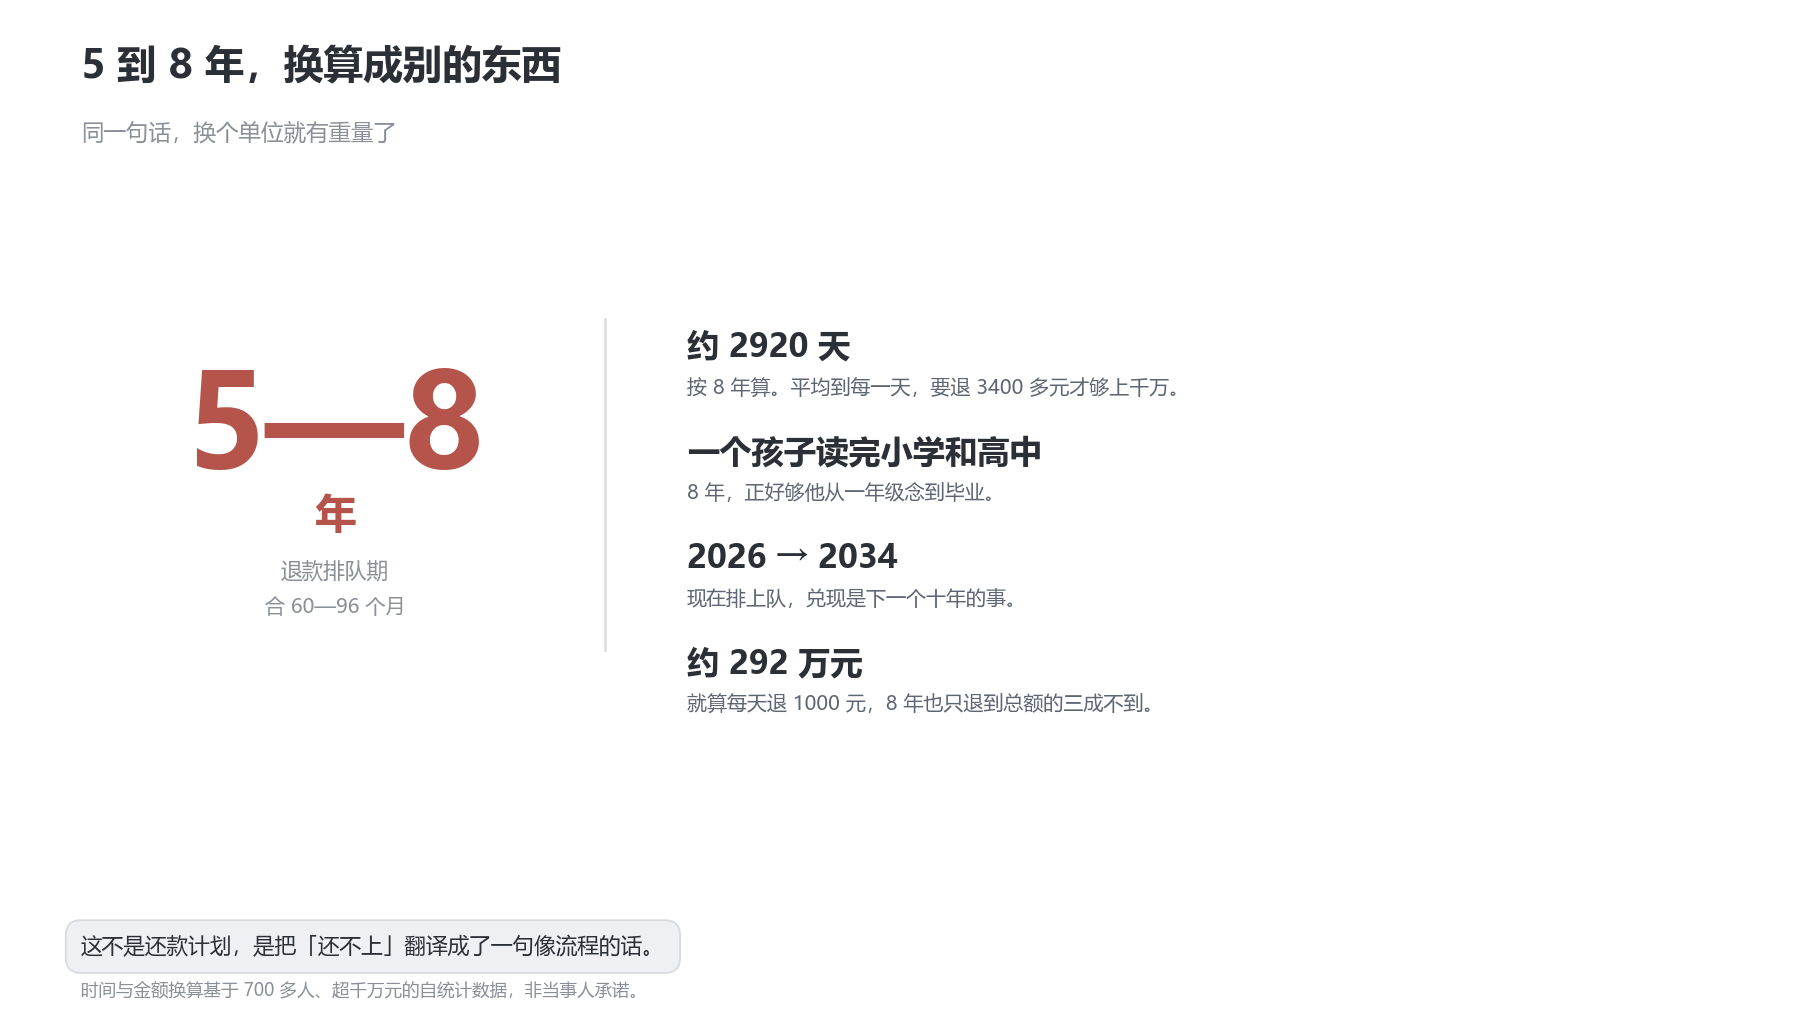 5 到 8 年，换算成别的东西
同一句话，换个单位就有重量了
5—8
年
退款排队期
合 60—96 个月
约 2920 天
按 8 年算。平均到每一天，要退 3400 多元才够上千万。
一个孩子读完小学和高中
8 年，正好够他从一年级念到毕业。
2026 → 2034
现在排上队，兑现是下一个十年的事。
约 292 万元
就算每天退 1000 元，8 年也只退到总额的三成不到。
这不是还款计划，是把「还不上」翻译成了一句像流程的话。
时间与金额换算基于 700 多人、超千万元的自统计数据，非当事人承诺。